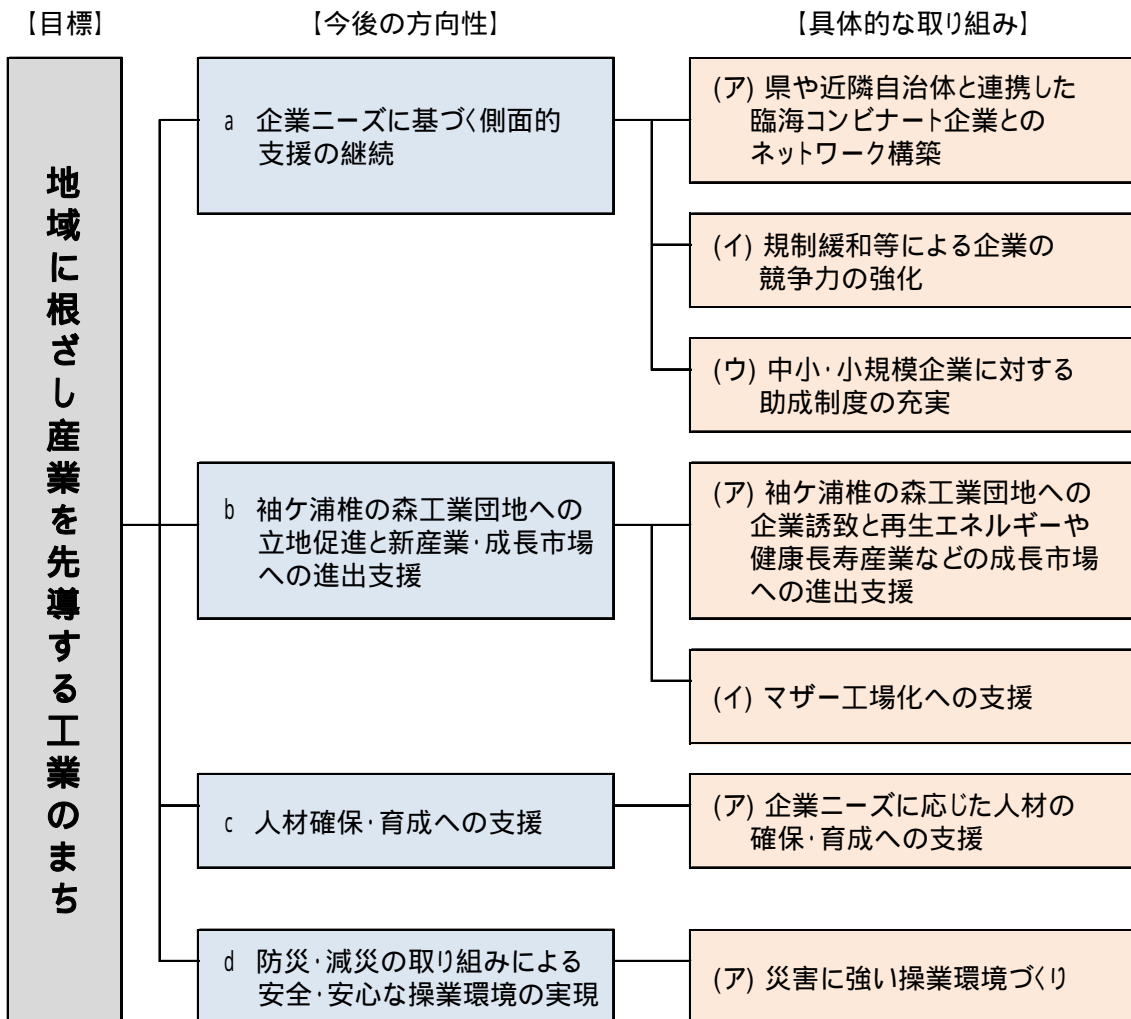 【目標】
【今後の方向性】
【具体的な取り組み】
地域に根ざし産業を先導する工業のまち
a 企業ニーズに基づく側面的
支援の継続
(ア) 県や近隣自治体と連携した
臨海コンビナート企業との
ネットワーク構築
(イ) 規制緩和等による企業の
競争力の強化
(ウ) 中小・小規模企業に対する
助成制度の充実
b 袖ケ浦椎の森工業団地への
立地促進と新産業・成長市場
への進出支援
(ア) 袖ケ浦椎の森工業団地への
企業誘致と再生エネルギーや
健康長寿産業などの成長市場
への進出支援
(イ) マザー工場化への支援
c 人材確保・育成への支援
(ア) 企業ニーズに応じた人材の
確保・育成への支援
d 防災・減災の取り組みによる
安全・安心な操業環境の実現
(ア) 災害に強い操業環境づくり